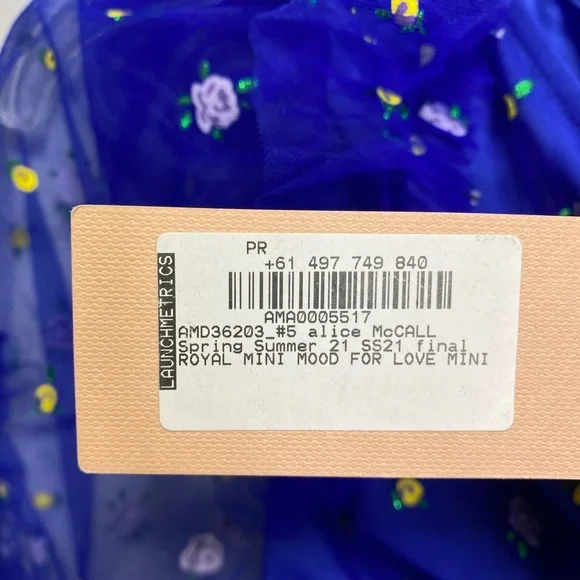 PR
+61 497 749 840
LAUNCHMETRICS
AMA0005517
AMD36203_#5 alice McCALL
Spring Summer 21 SS21 final
ROYAL MINI MOOD FOR LOVE MINI